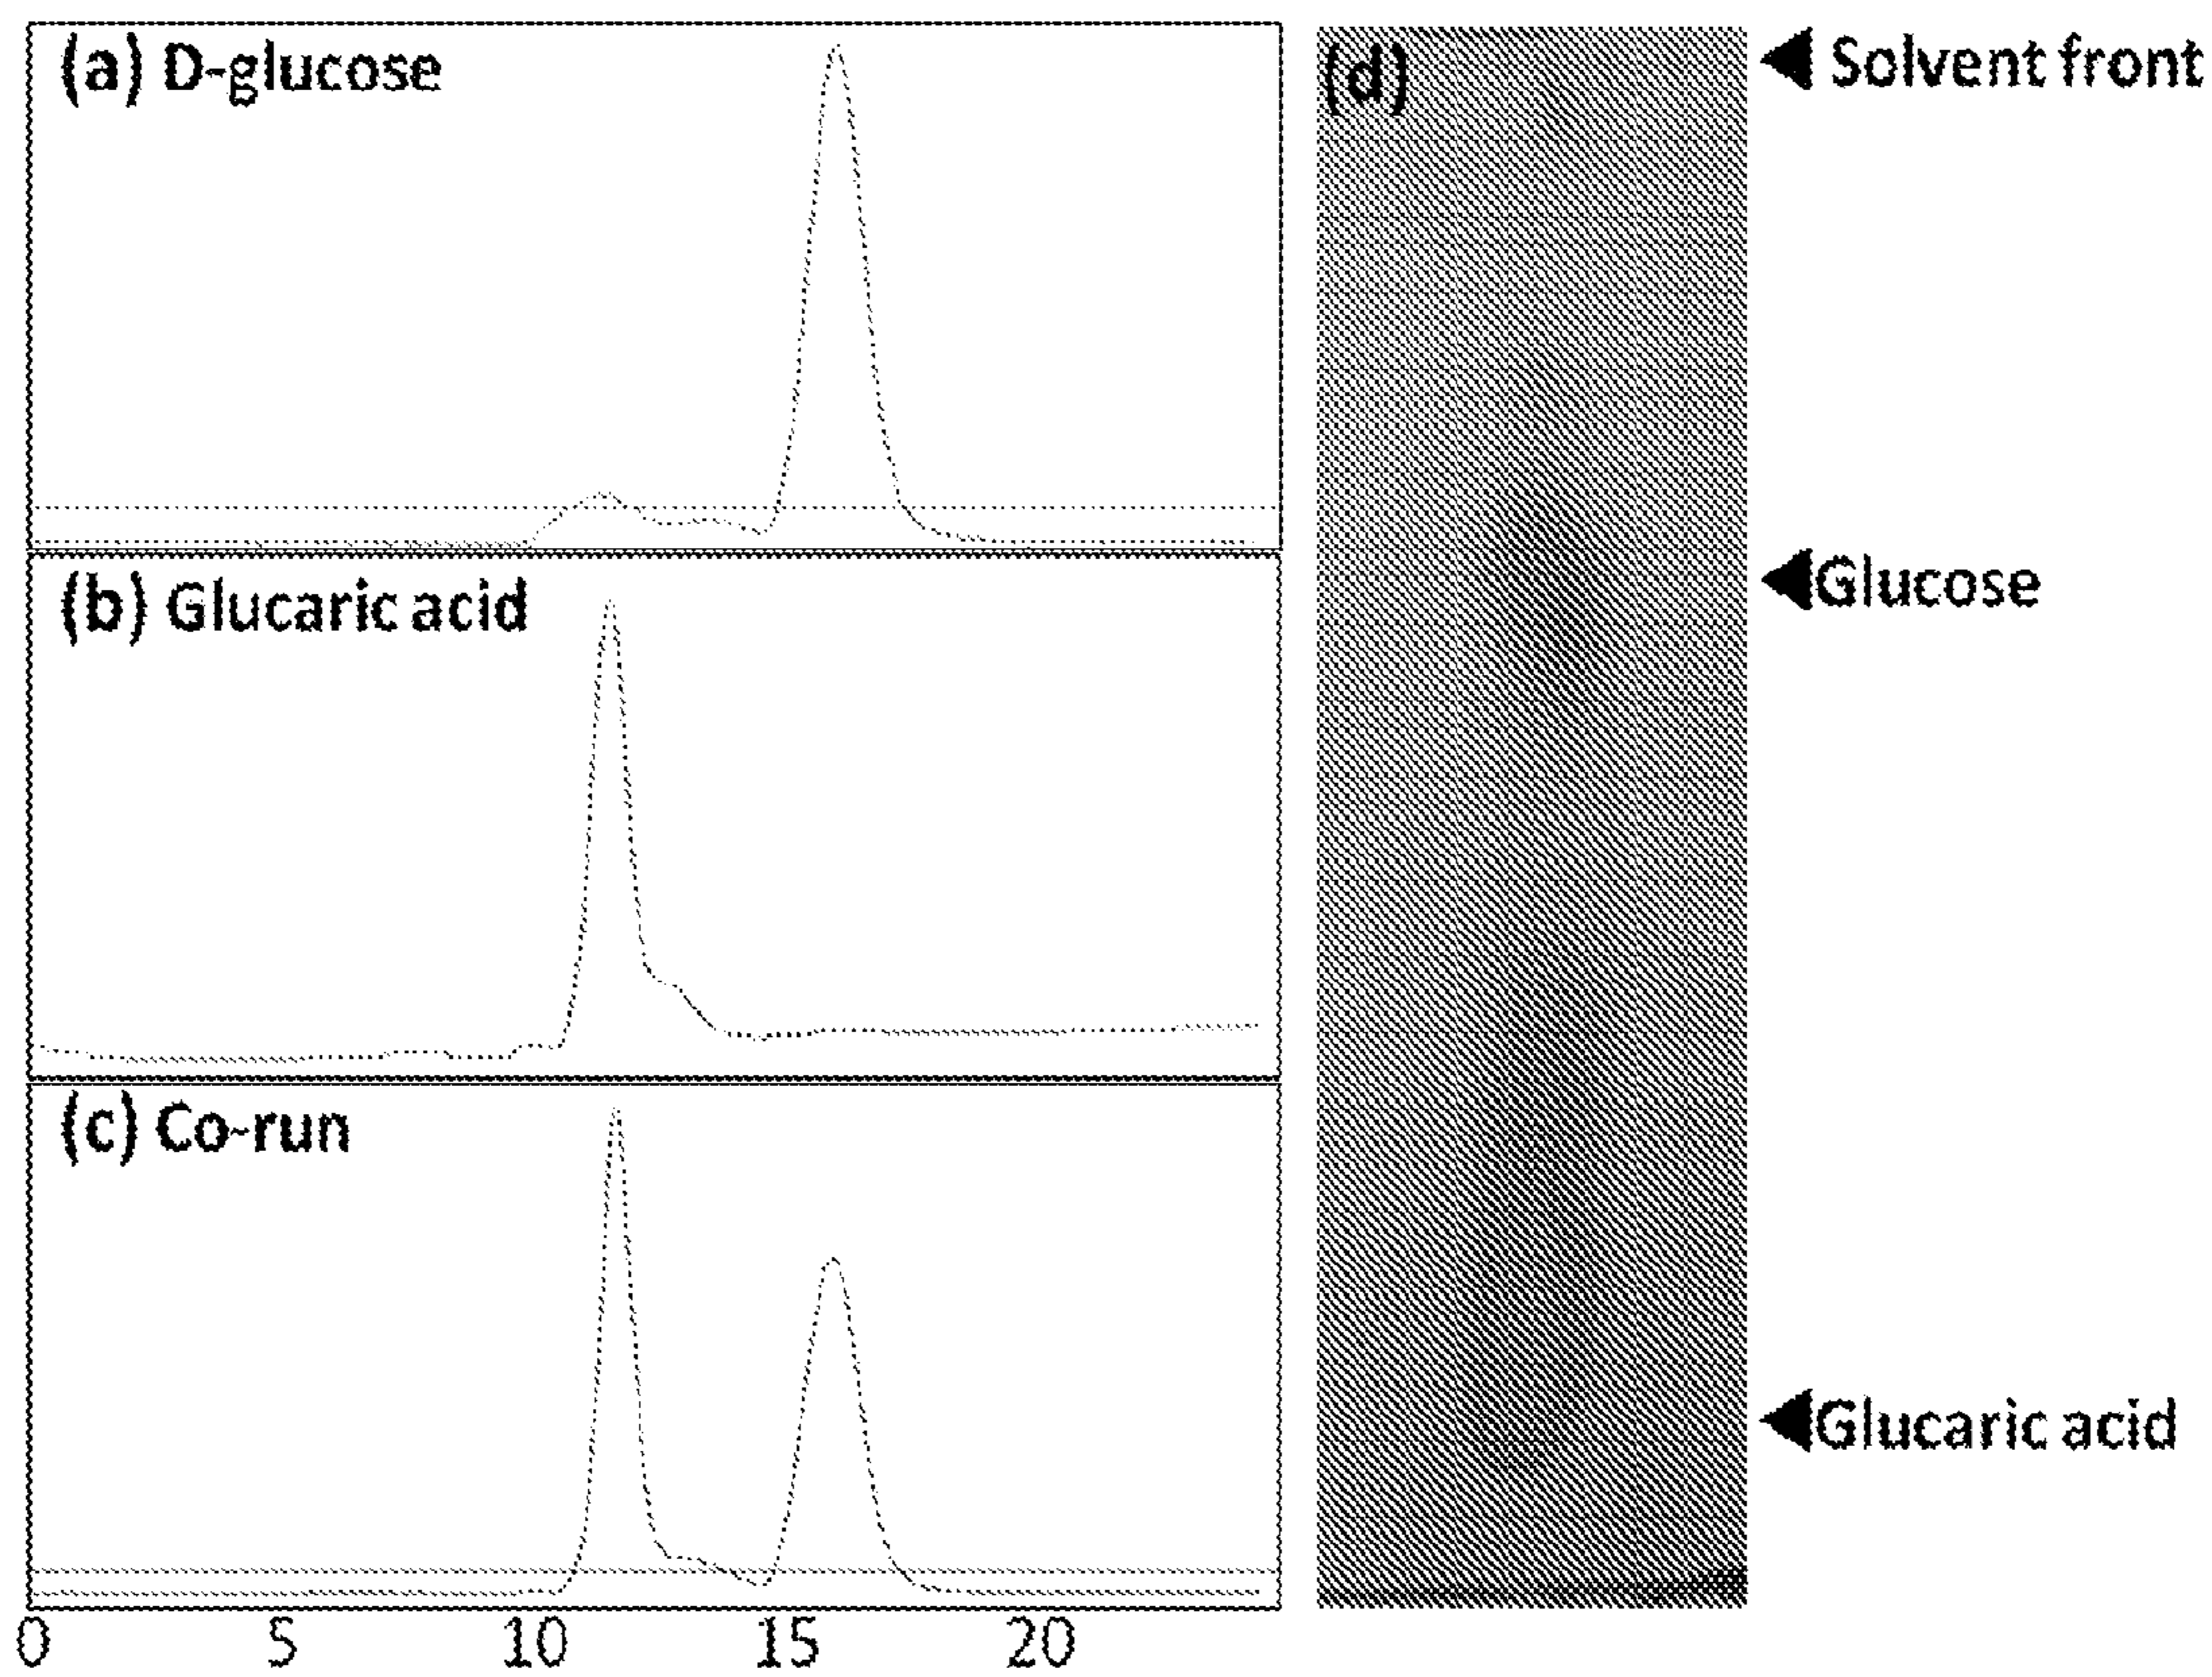 (a) D-glucose
(b) Glucaric acid
(c) Co-run
0 5 10 15 20
(d)
Solvent front
Glucose
Glucaric acid